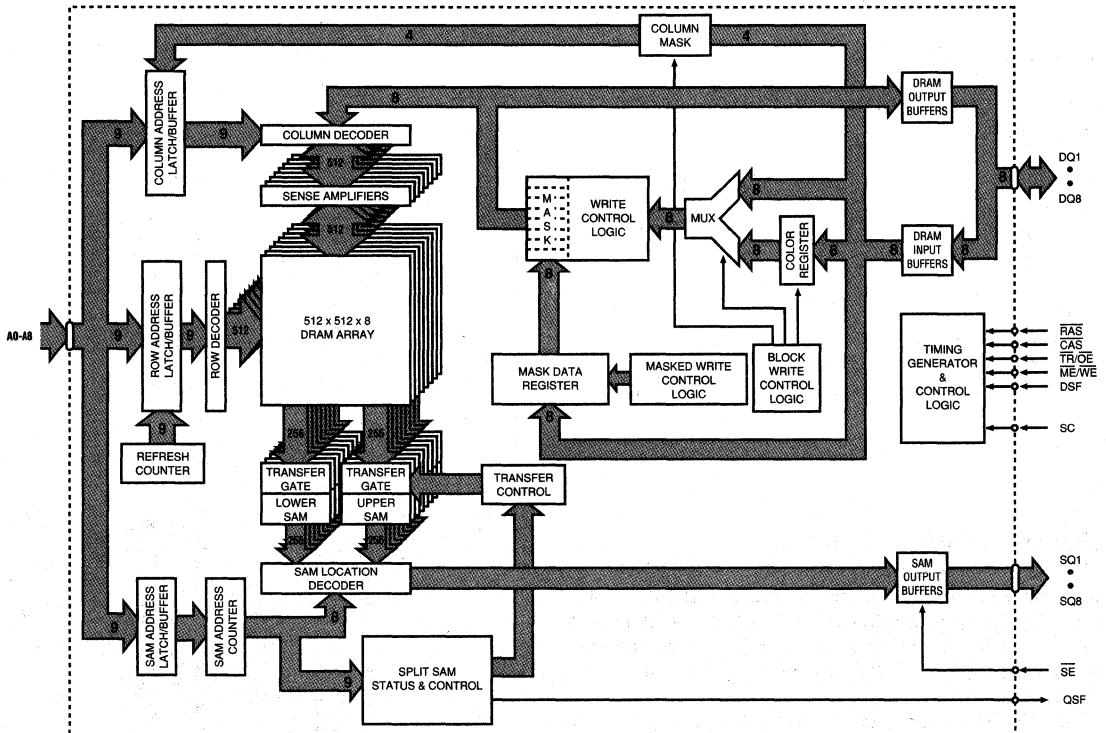 4
COLUMN
MASK
4
COLUMN ADDRESS
LATCH/BUFFER
9
9
COLUMN DECODER
8
DRAM
OUTPUT
BUFFERS
8
DQ1
DQ8
512
SENSE AMPLIFIERS
512
MASK
WRITE
CONTROL
LOGIC
8
MUX
8
8
COLOR
REGISTER
8
8
DRAM
INPUT
BUFFERS
8
A0-A8
9
ROW ADDRESS
LATCH/BUFFER
9
ROW DECODER
512
512 x 512 x 8
DRAM ARRAY
8
MASK DATA
REGISTER
MASKED WRITE
CONTROL
LOGIC
BLOCK
WRITE
CONTROL
LOGIC
8
TIMING
GENERATOR
&
CONTROL
LOGIC
RAS
CAS
TR/OE
ME/WE
DSF
SC
9
REFRESH
COUNTER
256
256
TRANSFER
GATE
TRANSFER
GATE
LOWER
SAM
UPPER
SAM
TRANSFER
CONTROL
256
256
SAM LOCATION
DECODER
8
SAM
OUTPUT
BUFFERS
SQ1
SQ8
9
SAM ADDRESS
LATCH/BUFFER
SAM ADDRESS
COUNTER
9
SPLIT SAM
STATUS & CONTROL
SE
QSF